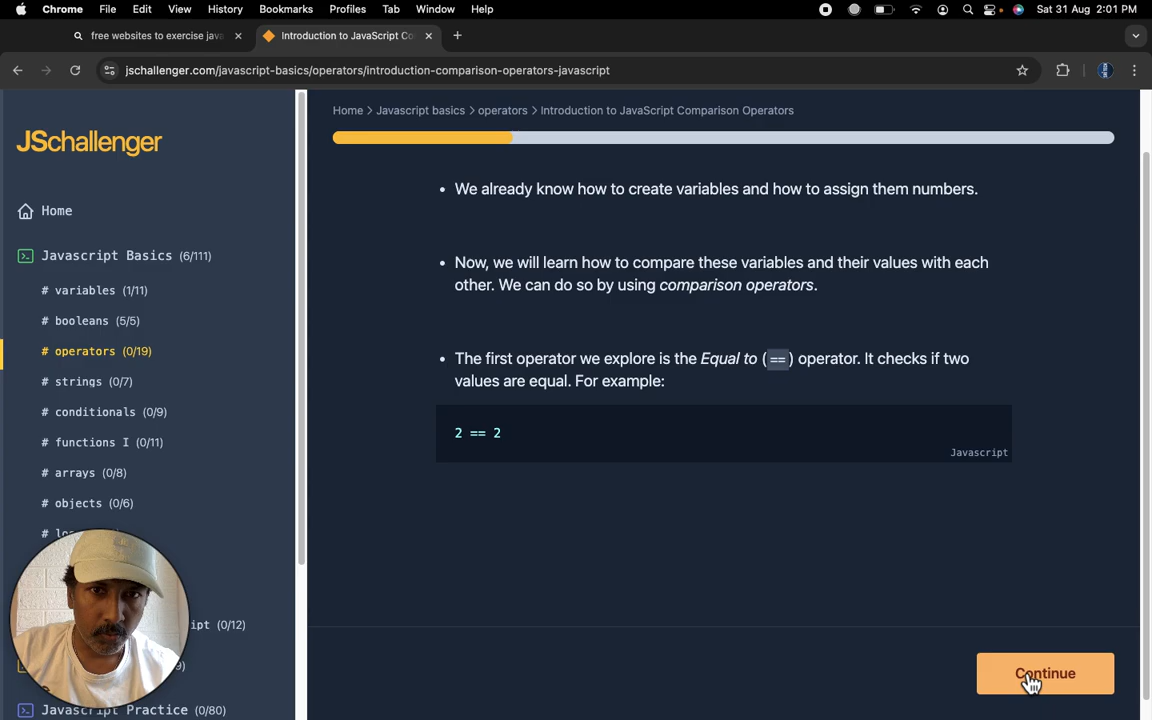 Chrome File Edit View History Bookmarks Profiles Tab Window Help Sat 31 Aug 2:01 PM
free websites to exercise jav
Introduction to JavaScript Co
jschallenger.com/javascript-basics/operators/introduction-comparison-operators-javascript
JSchallenger
Home
Javascript Basics (6/111)
# variables (1/11)
# booleans (5/5)
# operators (0/19)
# strings (0/7)
# conditionals (0/9)
# functions I (0/11)
# arrays (0/8)
# objects (0/6)
#
ipt (0/12)
9)
Javascript Practice (0/80)
Home > Javascript basics > operators > Introduction to JavaScript Comparison Operators
• We already know how to create variables and how to assign them numbers.
• Now, we will learn how to compare these variables and their values with each
other. We can do so by using comparison operators.
• The first operator we explore is the Equal to (==) operator. It checks if two
values are equal. For example:
2 == 2
Javascript
Continue